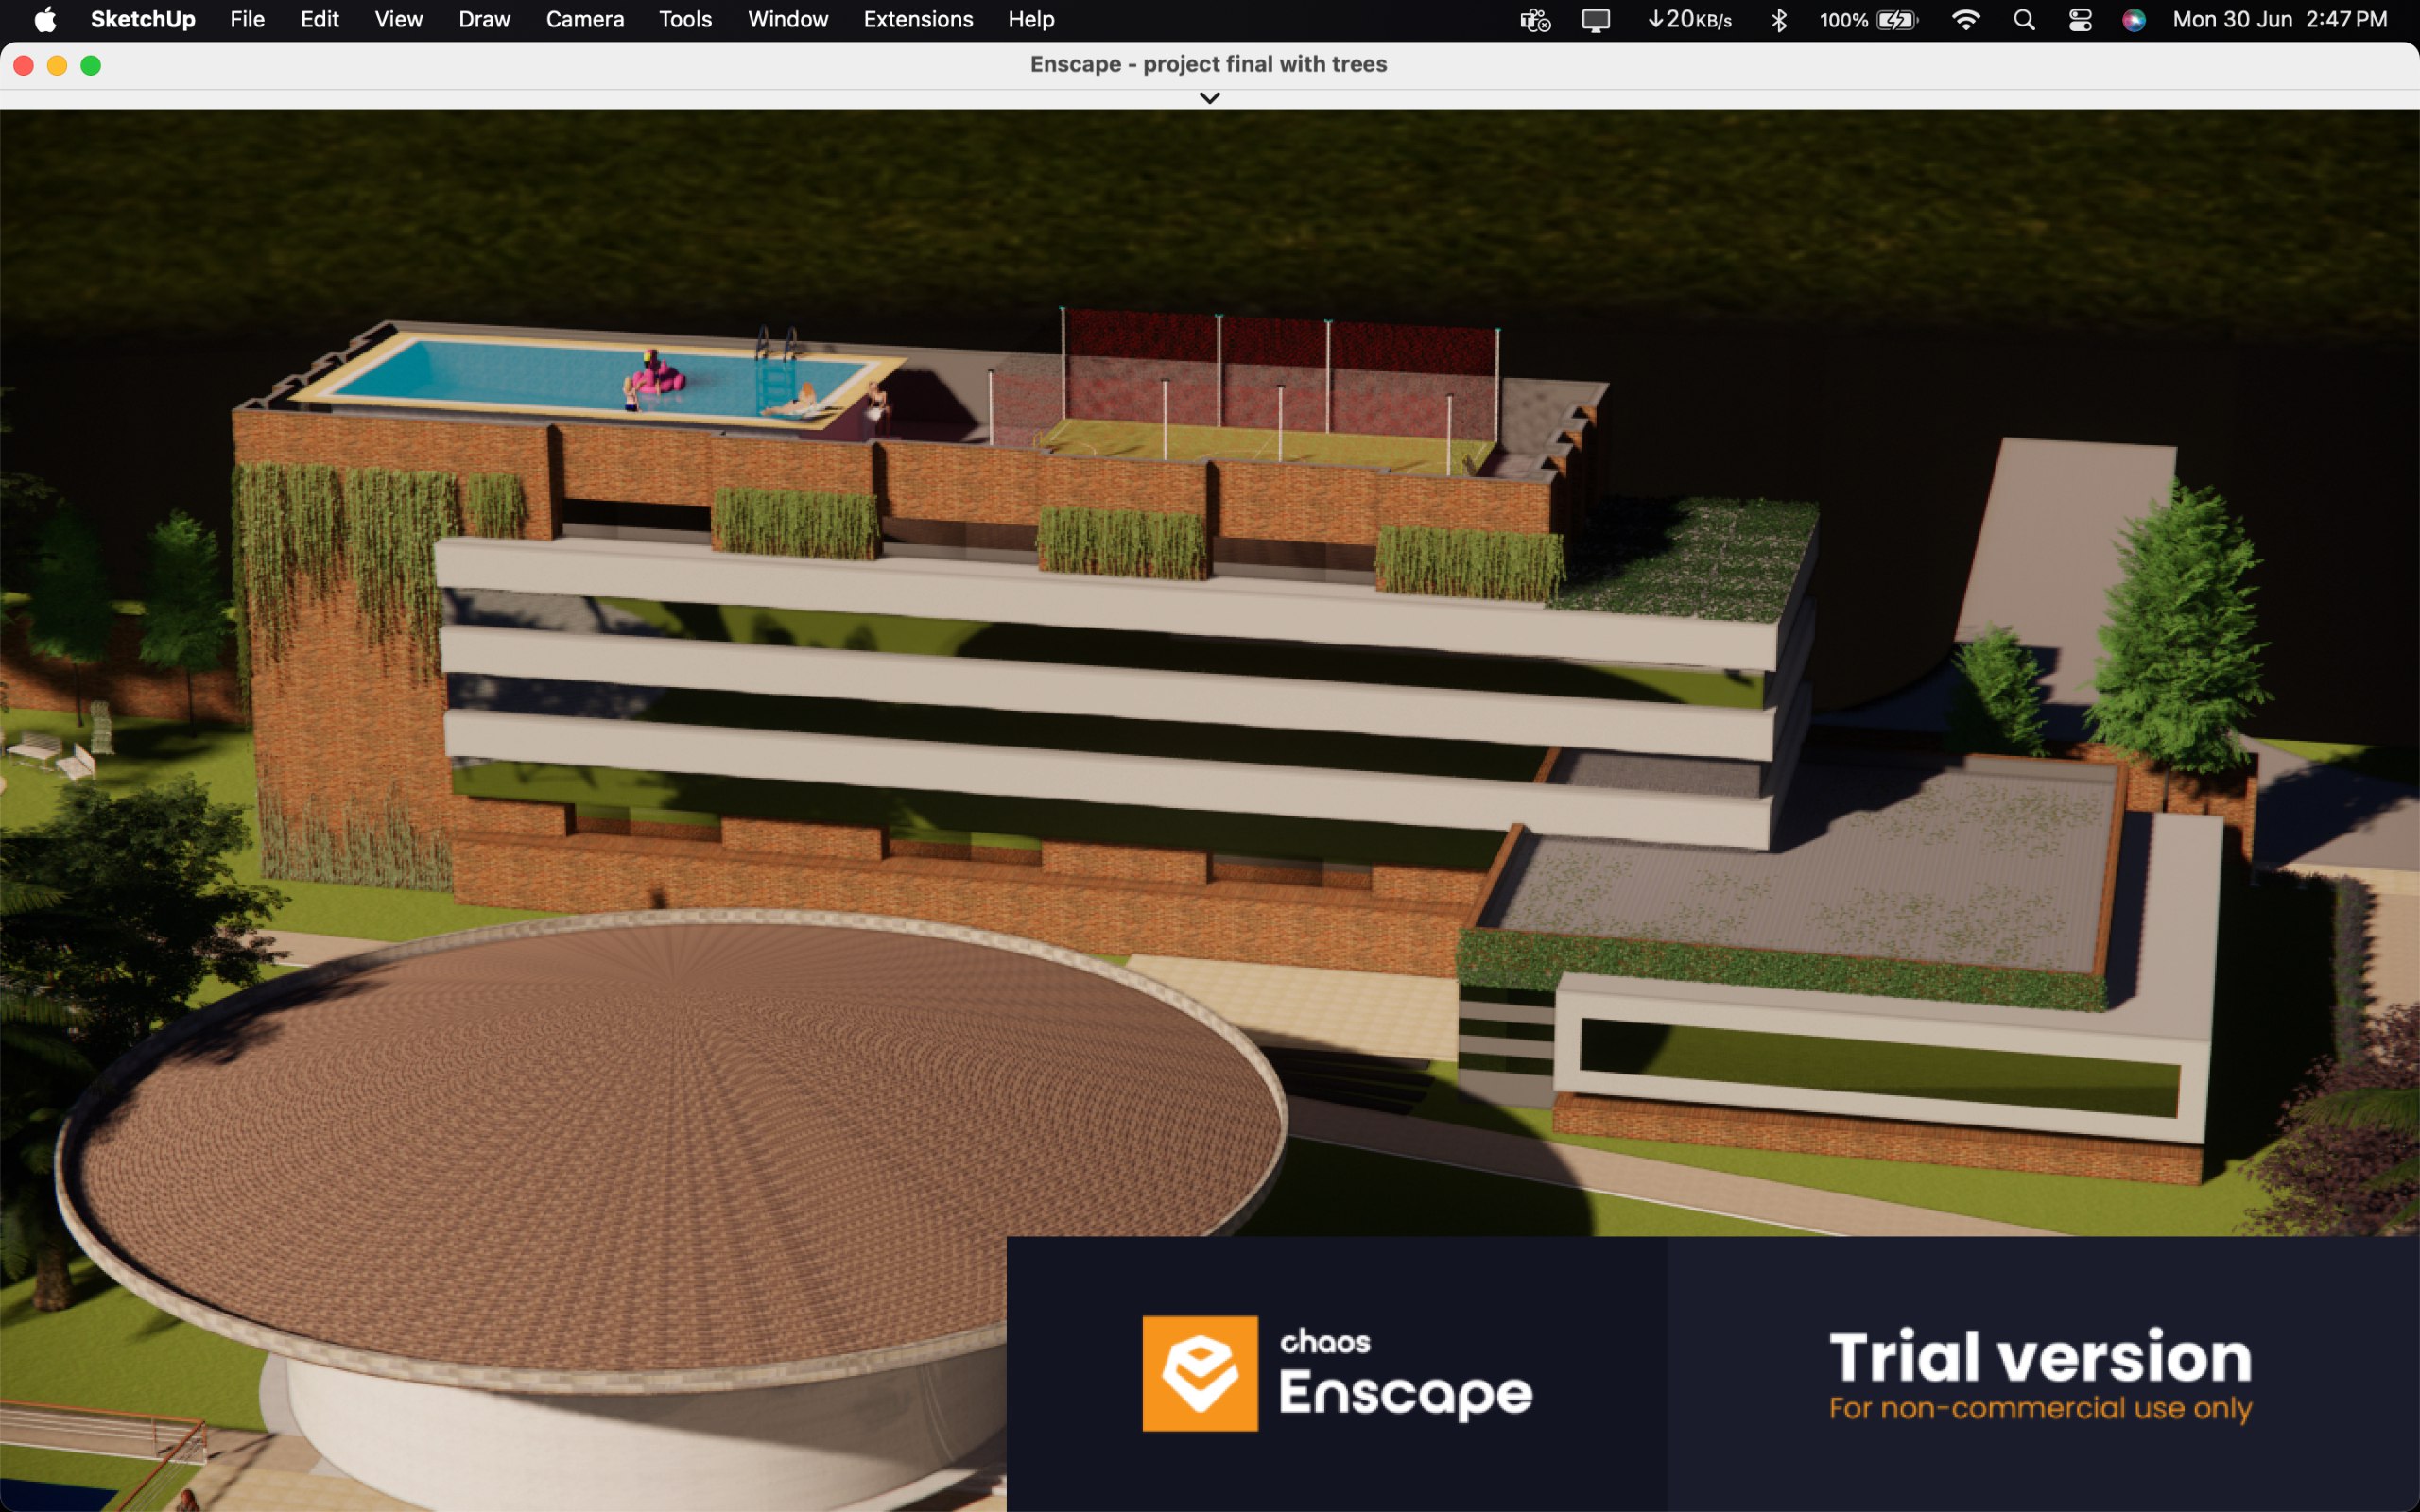 SketchUp File Edit View Draw Camera Tools Window Extensions Help ↓20KB/s 100% Mon 30 Jun 2:47 PM
Enscape - project final with trees
chaos
Enscape
Trial version
For non-commercial use only